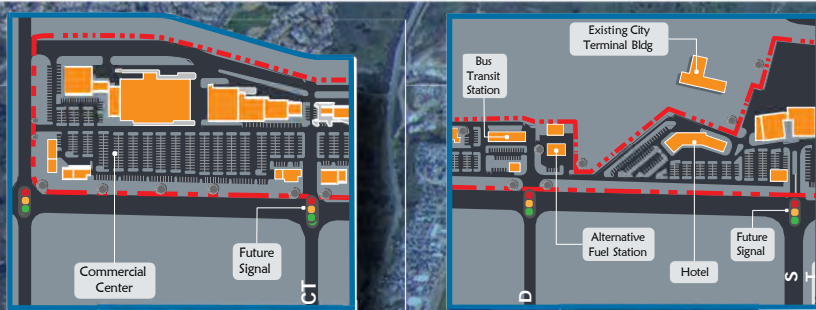 Existing City
Terminal Bldg
Bus
Transit
Station
Commercial
Center
Future
Signal
CT
Alternative
Fuel Station
Hotel
Future
Signal
D
S